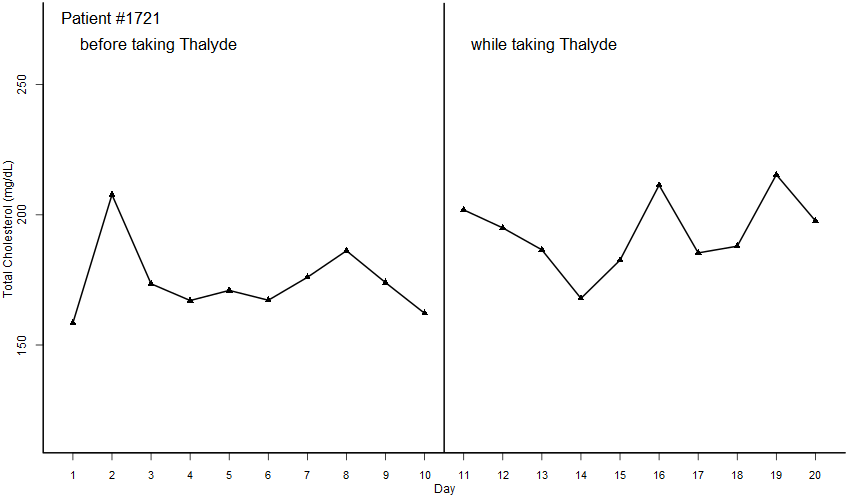 Patient #1721
before taking Thalyde
while taking Thalyde
Total Cholesterol (mg/dL)
250
200
150
1 2 3 4 5 6 7 8 9 10 11 12 13 14 15 16 17 18 19 20
Day